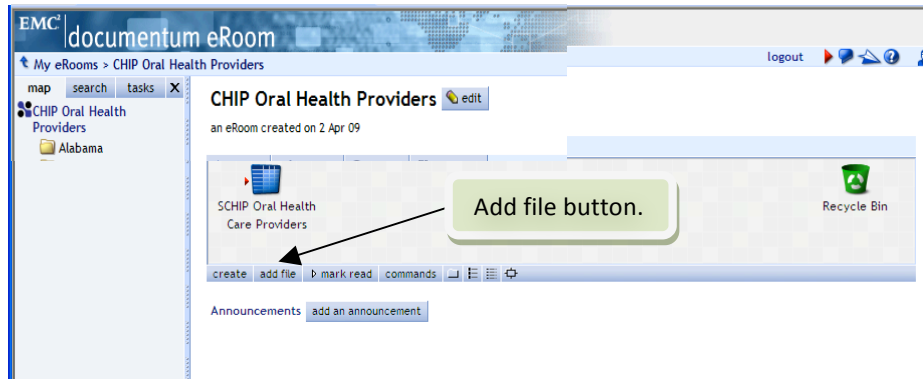 EMC²
documentum eRoom
My eRooms > CHIP Oral Health Providers
logout
map search tasks X
CHIP Oral Health
Providers
Alabama
CHIP Oral Health Providers edit
an eRoom created on 2 Apr 09
SCHIP Oral Health
Care Providers
Add file button.
Recycle Bin
create add file mark read commands
Announcements add an announcement